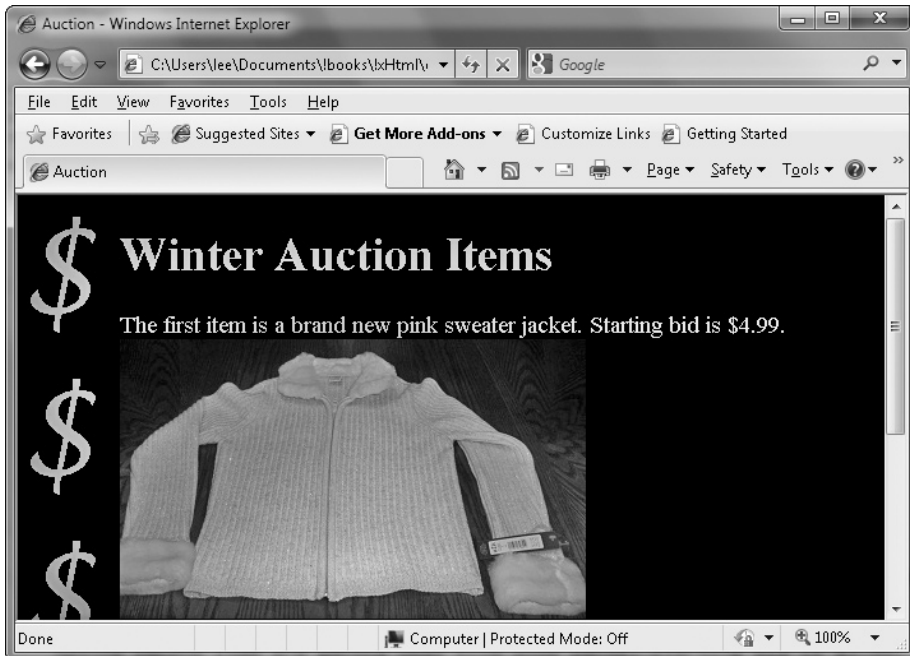 Auction - Windows Internet Explorer
C:\Users\lee\Documents\!books\!xHtml\
Google
File Edit View Favorites Tools Help
Favorites Suggested Sites Get More Add-ons Customize Links Getting Started
Auction Page Safety Tools
$ Winter Auction Items
The first item is a brand new pink sweater jacket. Starting bid is $4.99.
$
$
Done Computer | Protected Mode: Off 100%